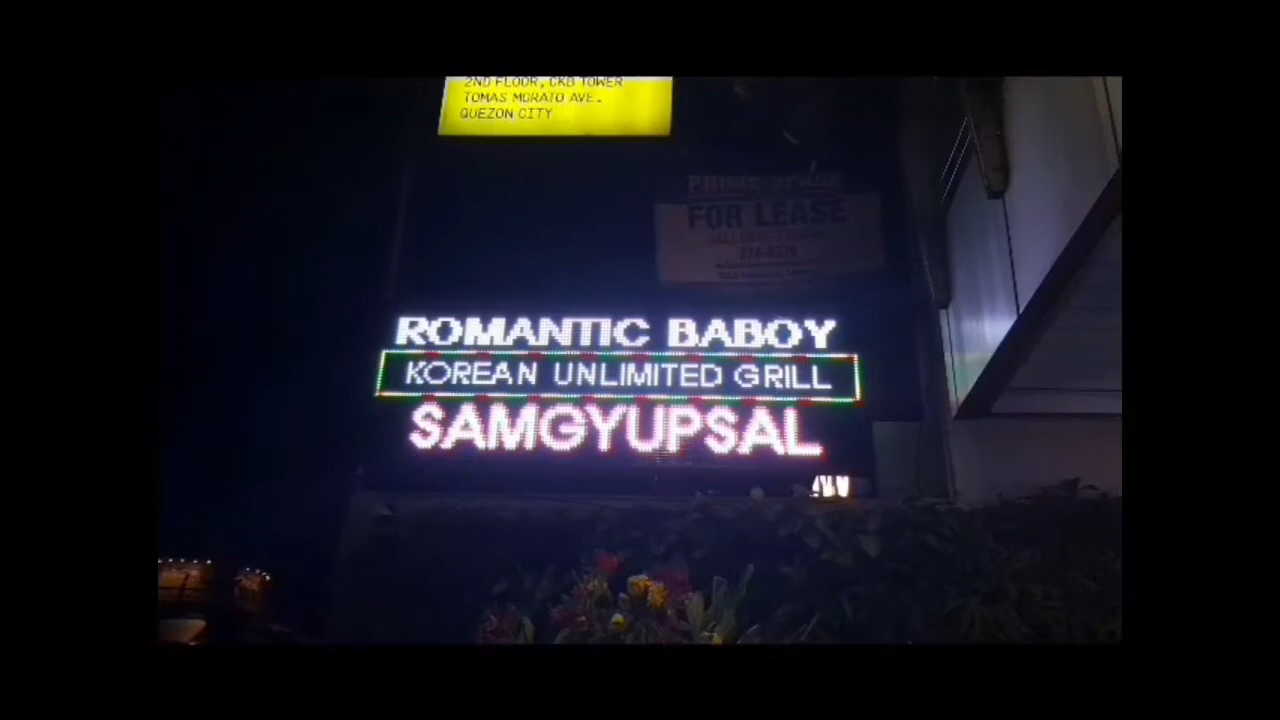 2ND FLOOR, CKB TOWER
TOMAS MORATO AVE.
QUEZON CITY
FOR LEASE
ROMANTIC BABOY
KOREAN UNLIMITED GRILL
SAMGYUPSAL